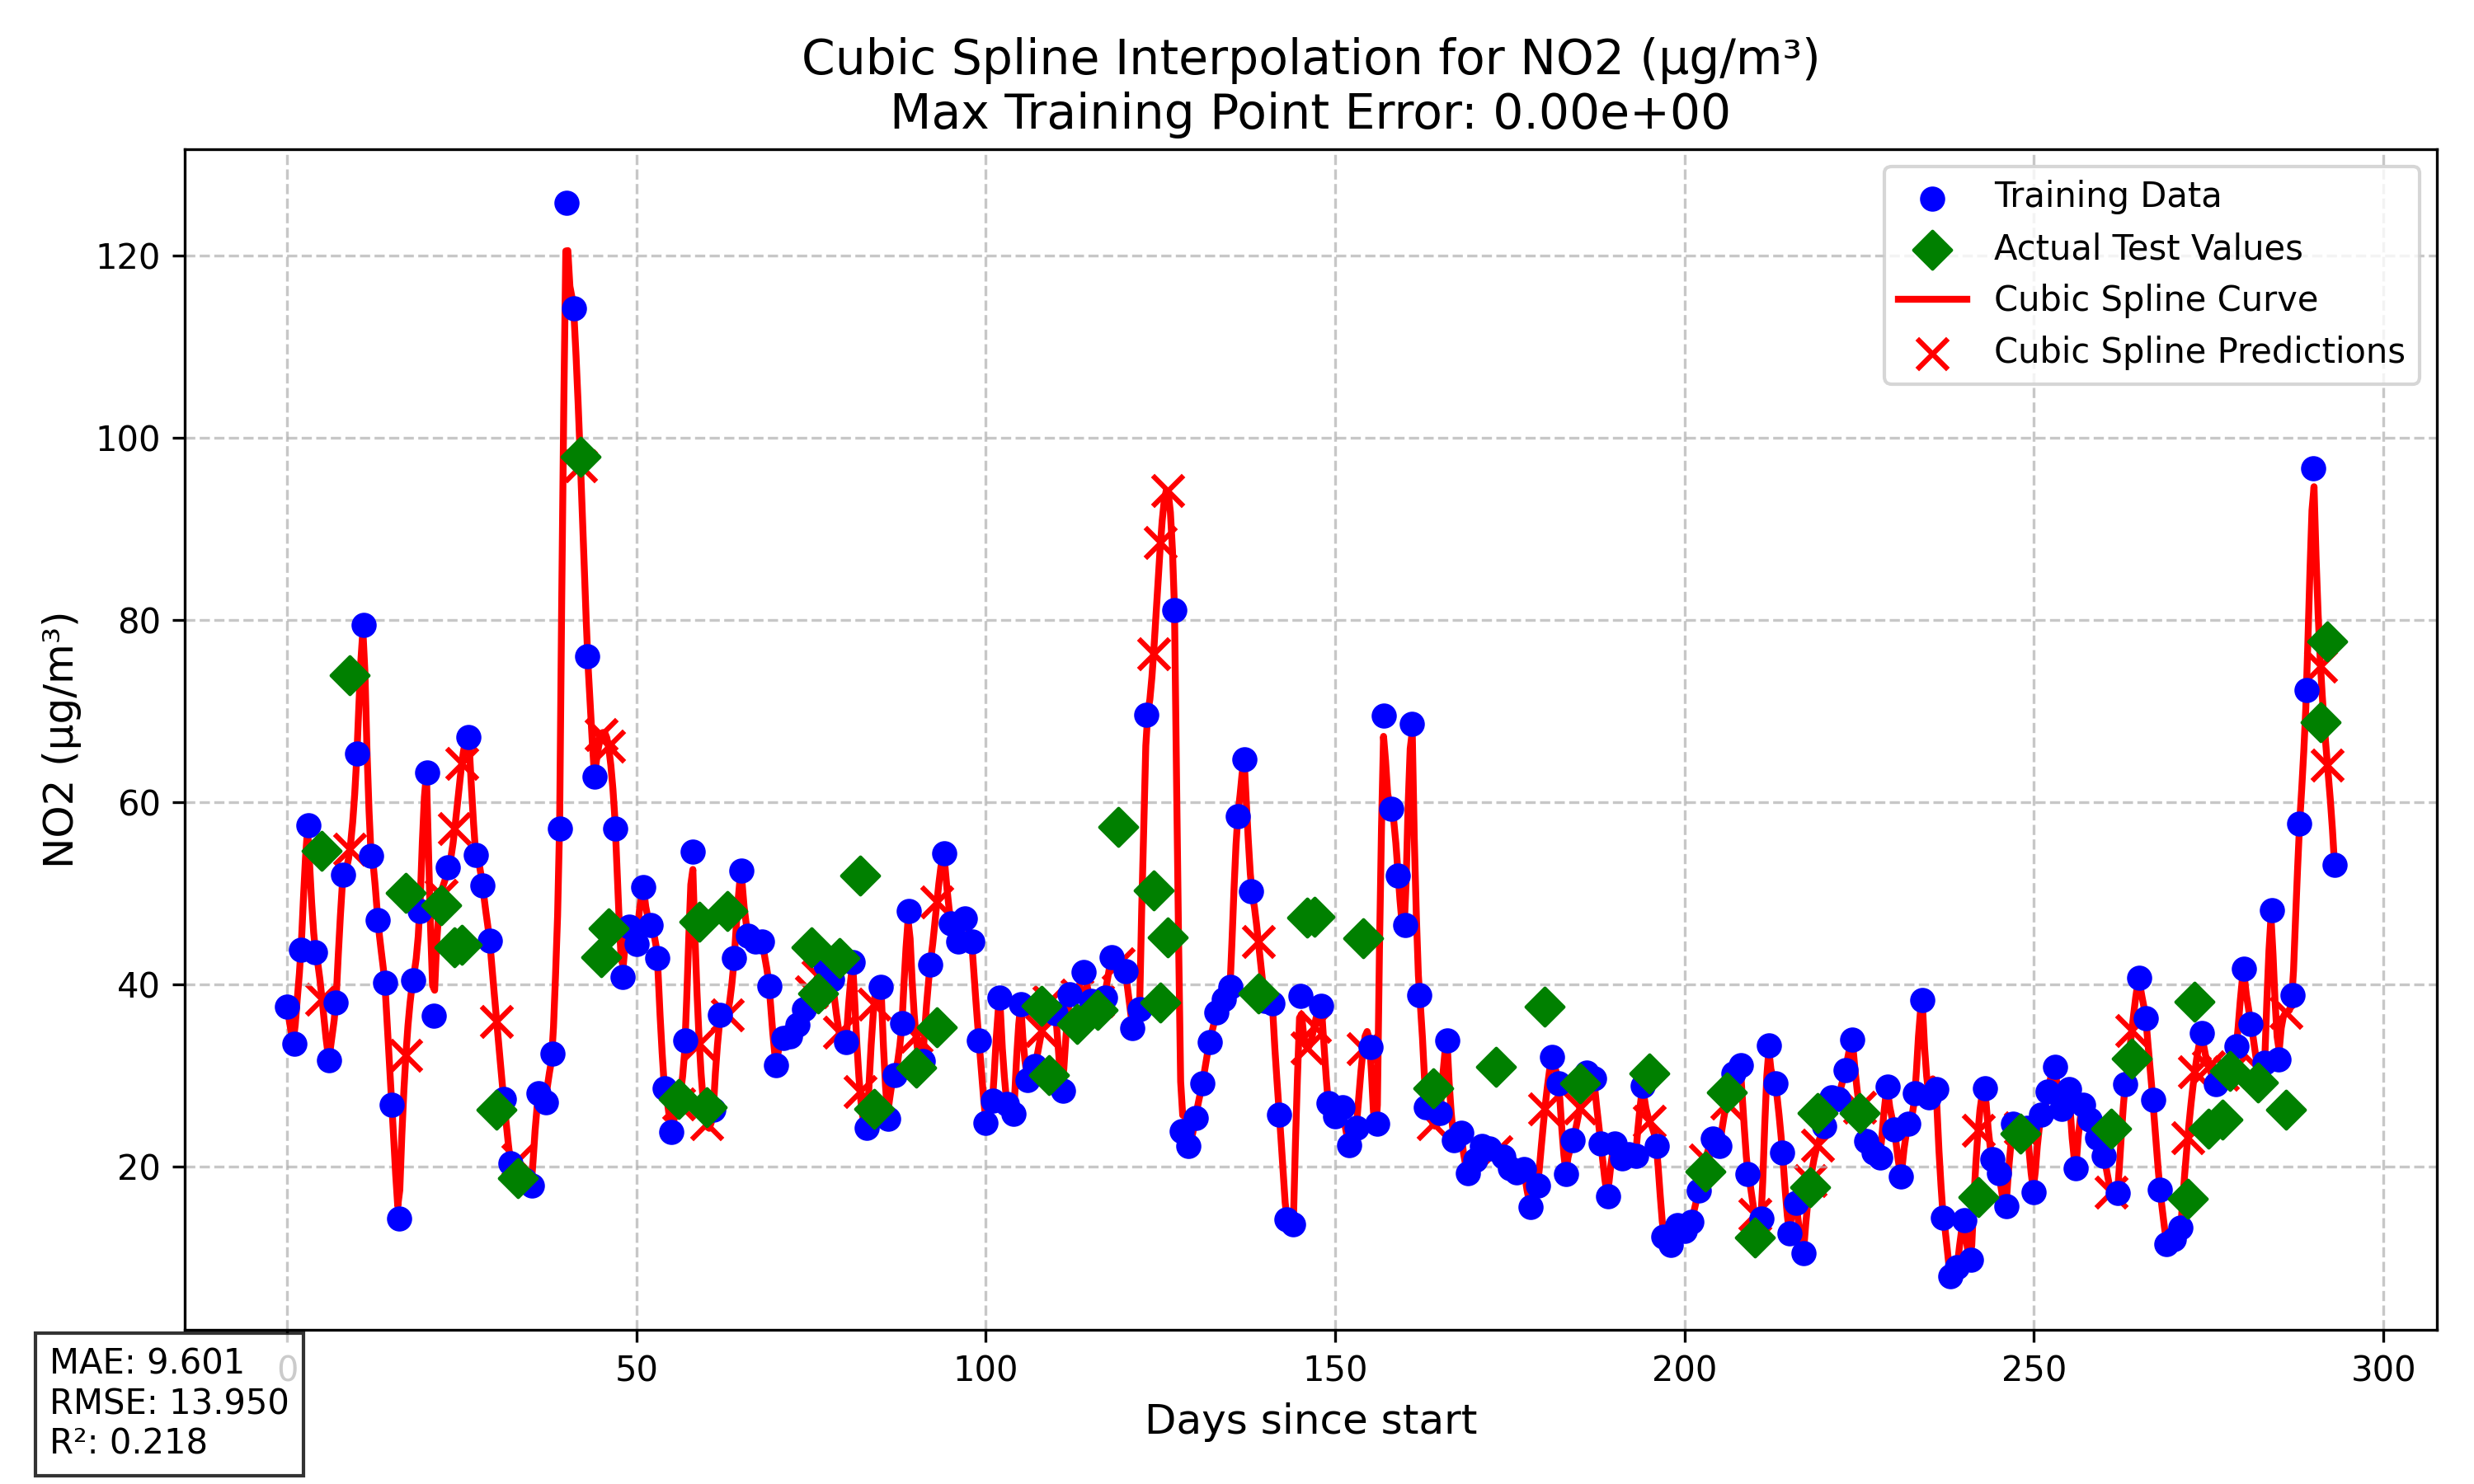 Cubic Spline Interpolation for NO2 (µg/m³)
Max Training Point Error: 0.00e+00
Training Data
Actual Test Values
Cubic Spline Curve
Cubic Spline Predictions
NO2 (µg/m³)
120
100
80
60
40
20
0
50
100
150
200
250
300
Days since start
MAE: 9.601
RMSE: 13.950
R²: 0.218